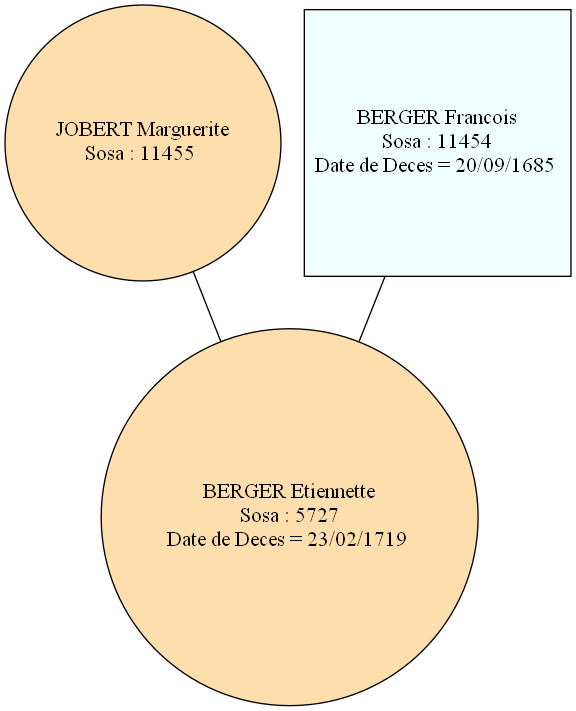 JOBERT Marguerite
Sosa : 11455
BERGER Francois
Sosa : 11454
Date de Deces = 20/09/1685
BERGER Etiennette
Sosa : 5727
Date de Deces = 23/02/1719